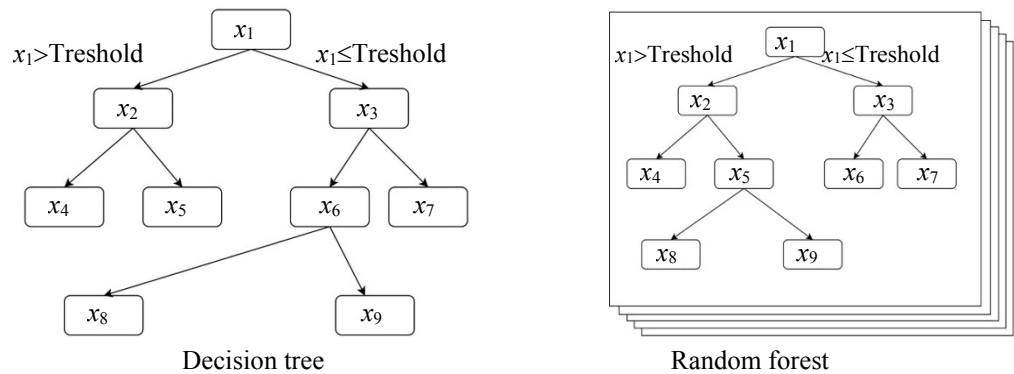 x1
x1>Treshold
x1≤Treshold
x2
x3
x4
x5
x6
x7
x8
x9
Decision tree
x1
x1>Treshold
x1≤Treshold
x2
x3
x4
x5
x6
x7
x8
x9
Random forest